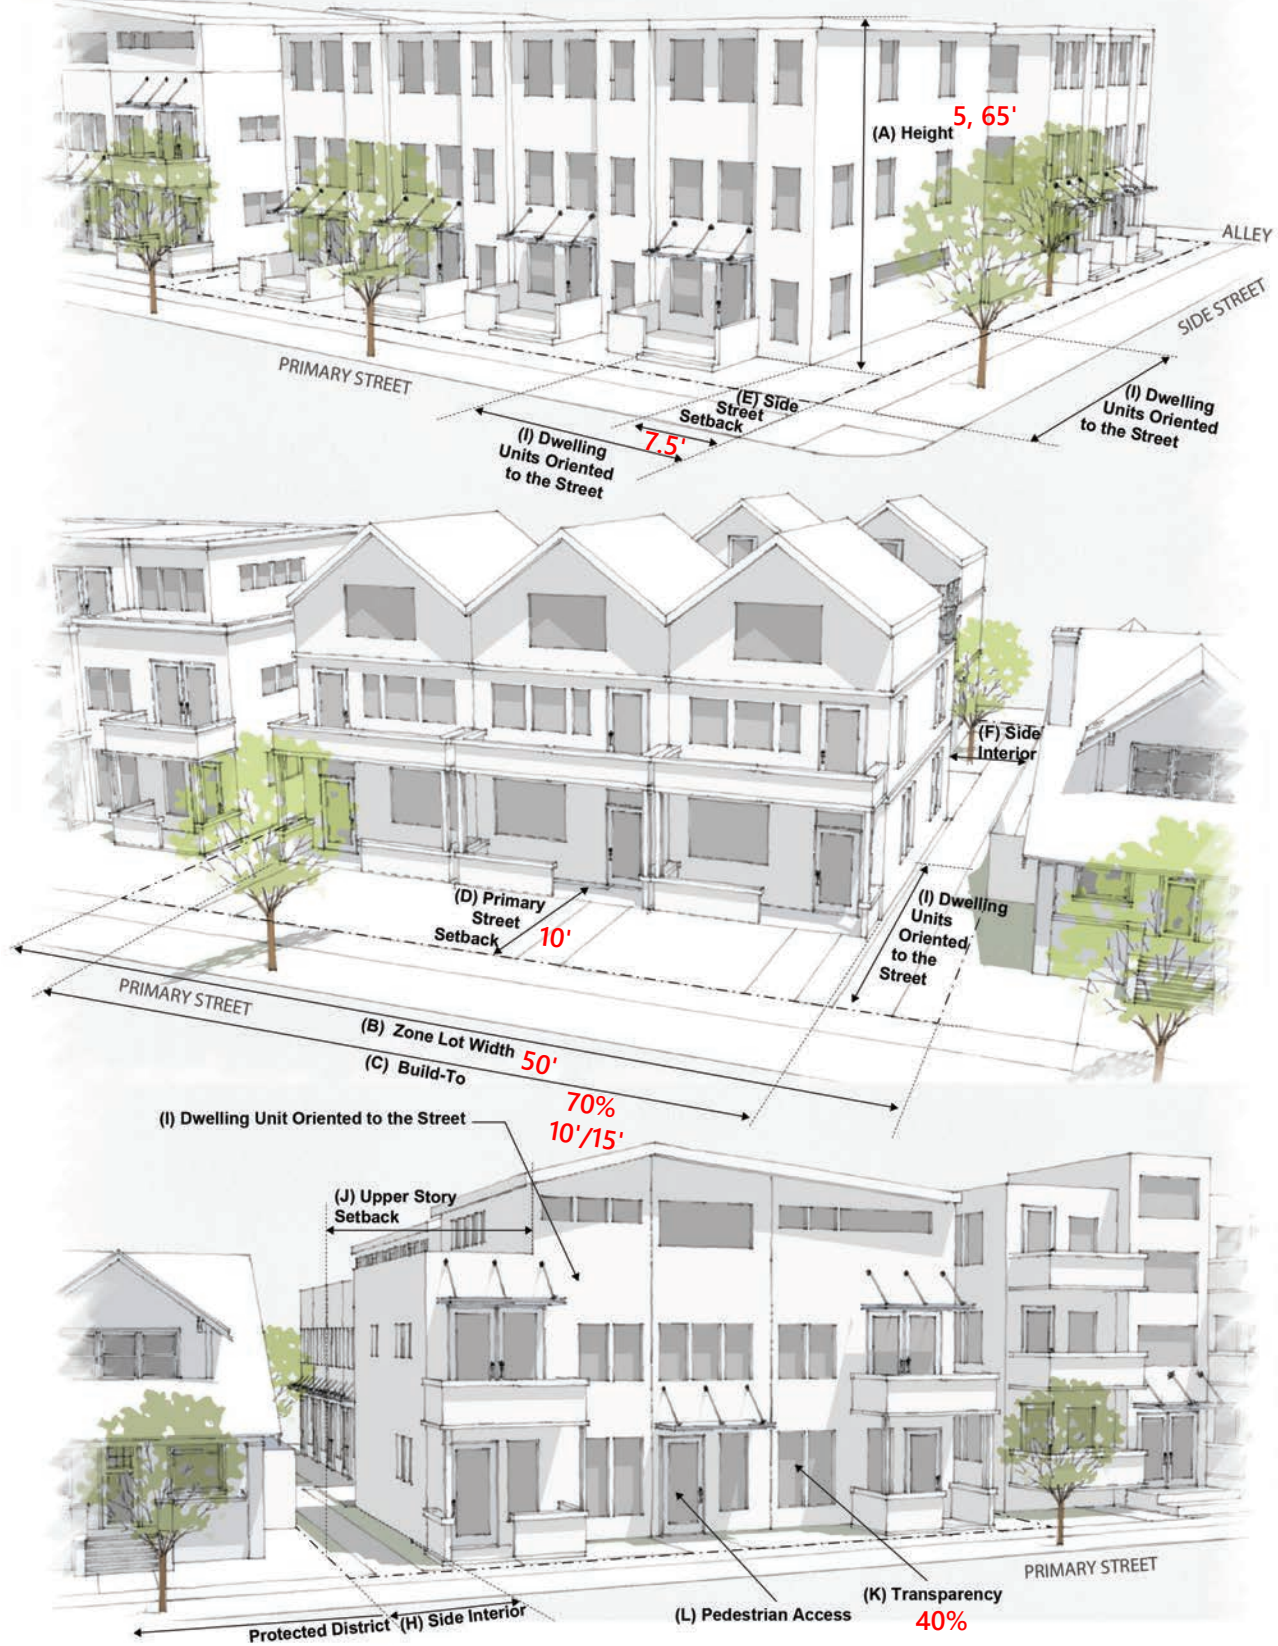 5, 65'
(A) Height
ALLEY
SIDE STREET
PRIMARY STREET
(E) Side
Street
Setback
7.5'
(I) Dwelling
Units Oriented
to the Street
(I) Dwelling
Units Oriented
to the Street
(F) Side
Interior
(D) Primary
Street
Setback
10'
(I) Dwelling
Units
Oriented
to the
Street
PRIMARY STREET
(B) Zone Lot Width 50'
(C) Build-To
70%
10'/15'
(I) Dwelling Unit Oriented to the Street
(J) Upper Story
Setback
PRIMARY STREET
(K) Transparency
40%
(L) Pedestrian Access
Protected District
(H) Side Interior